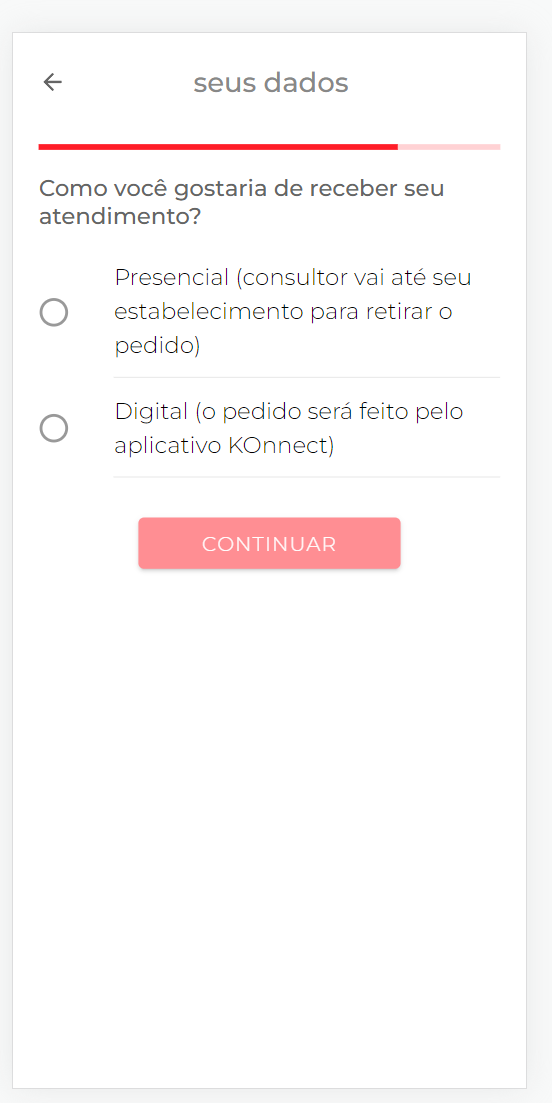 seus dados
Como você gostaria de receber seu
atendimento?
Presencial (consultor vai até seu
estabelecimento para retirar o
pedido)
Digital (o pedido será feito pelo
aplicativo KOnnect)
CONTINUAR